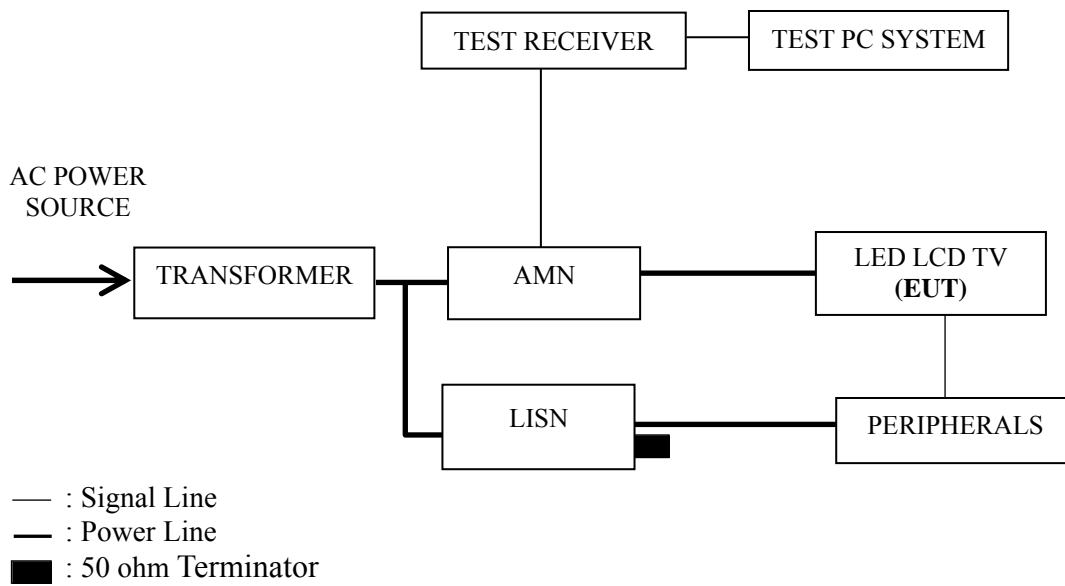 TEST RECEIVER
TEST PC SYSTEM
AC POWER
SOURCE
TRANSFORMER
AMN
LED LCD TV
(EUT)
LISN
PERIPHERALS
: Signal Line
: Power Line
: 50 ohm Terminator